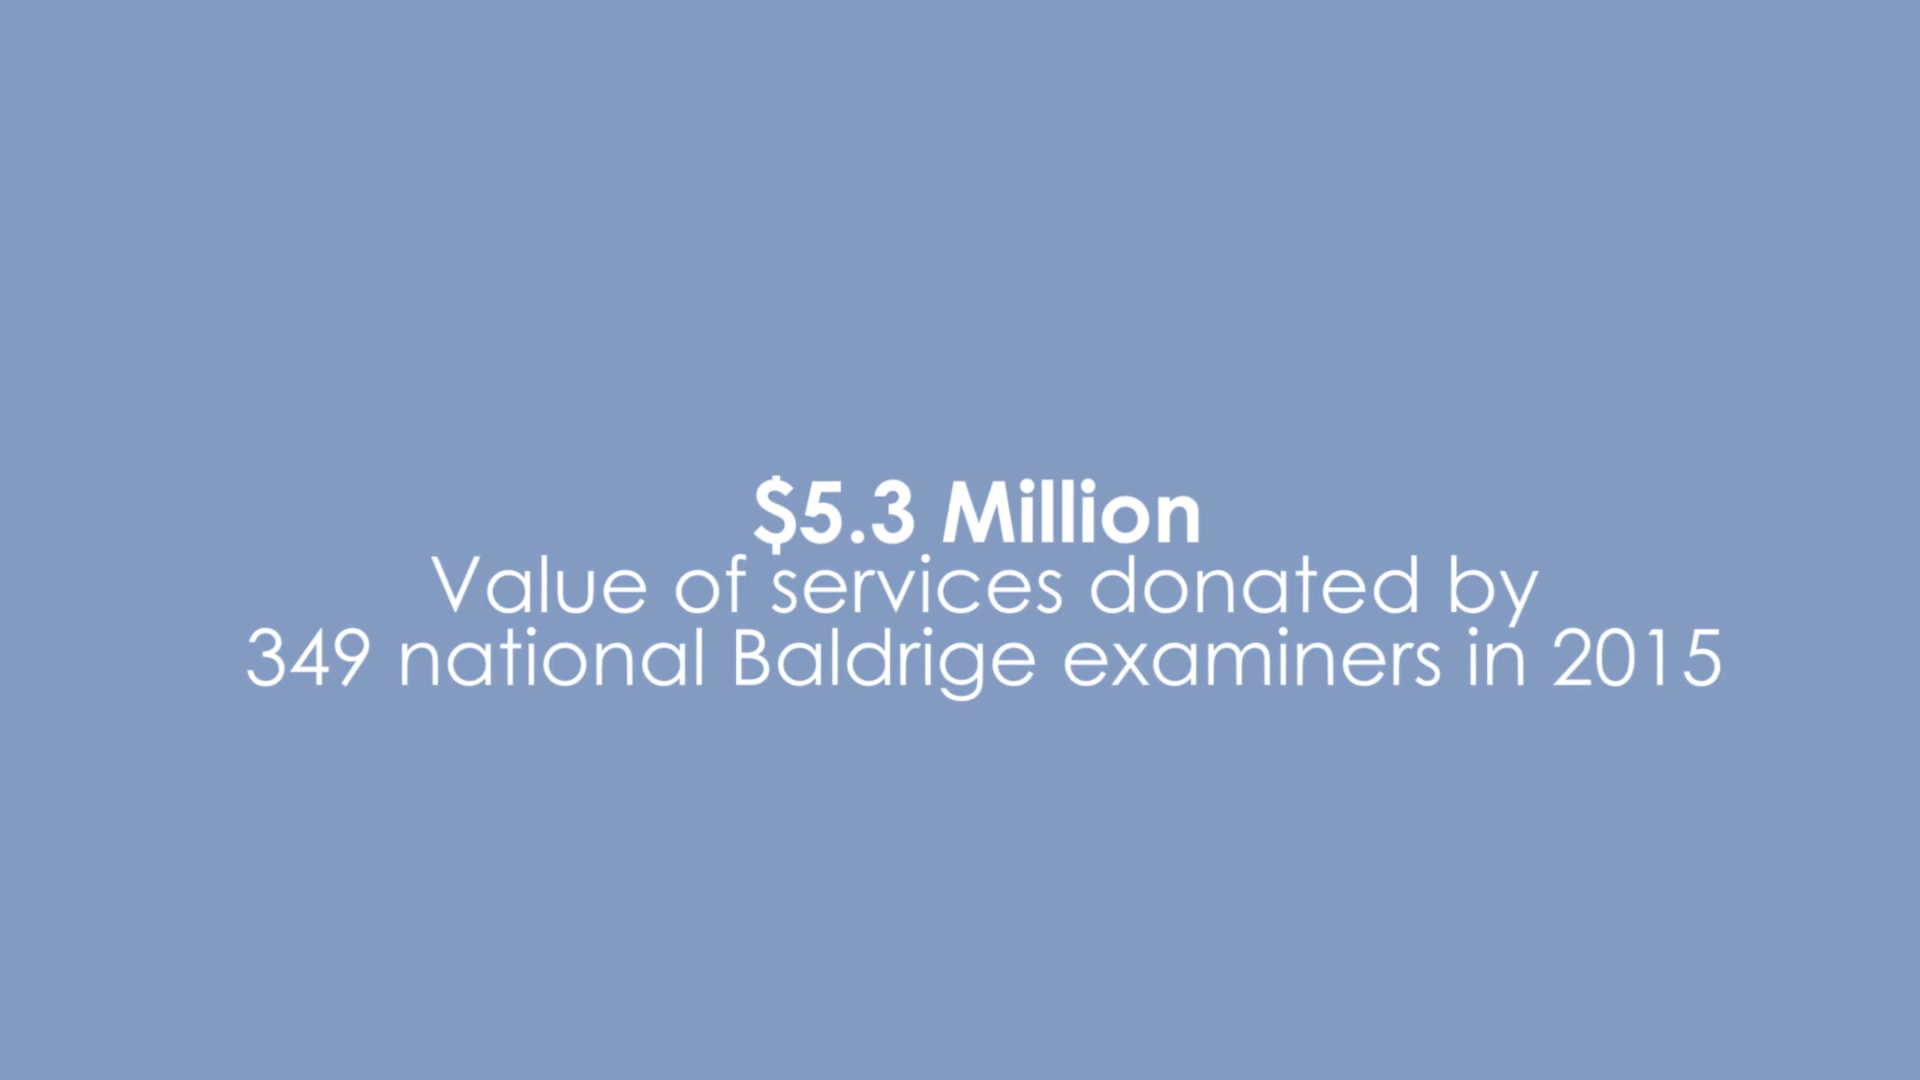 $5.3 Million
Value of services donated by
349 national Baldrige examiners in 2015